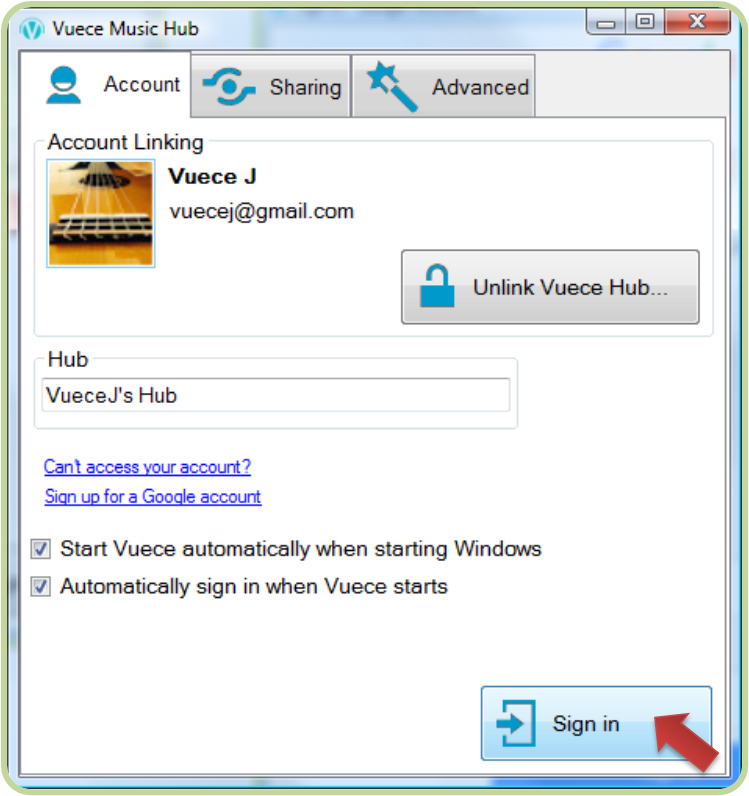 Vuece Music Hub
Account
Sharing
Advanced
Account Linking
Vuece J
vuecej@gmail.com
Unlink Vuece Hub...
Hub
VueceJ's Hub
Can't access your account?
Sign up for a Google account
Start Vuece automatically when starting Windows
Automatically sign in when Vuece starts
Sign in